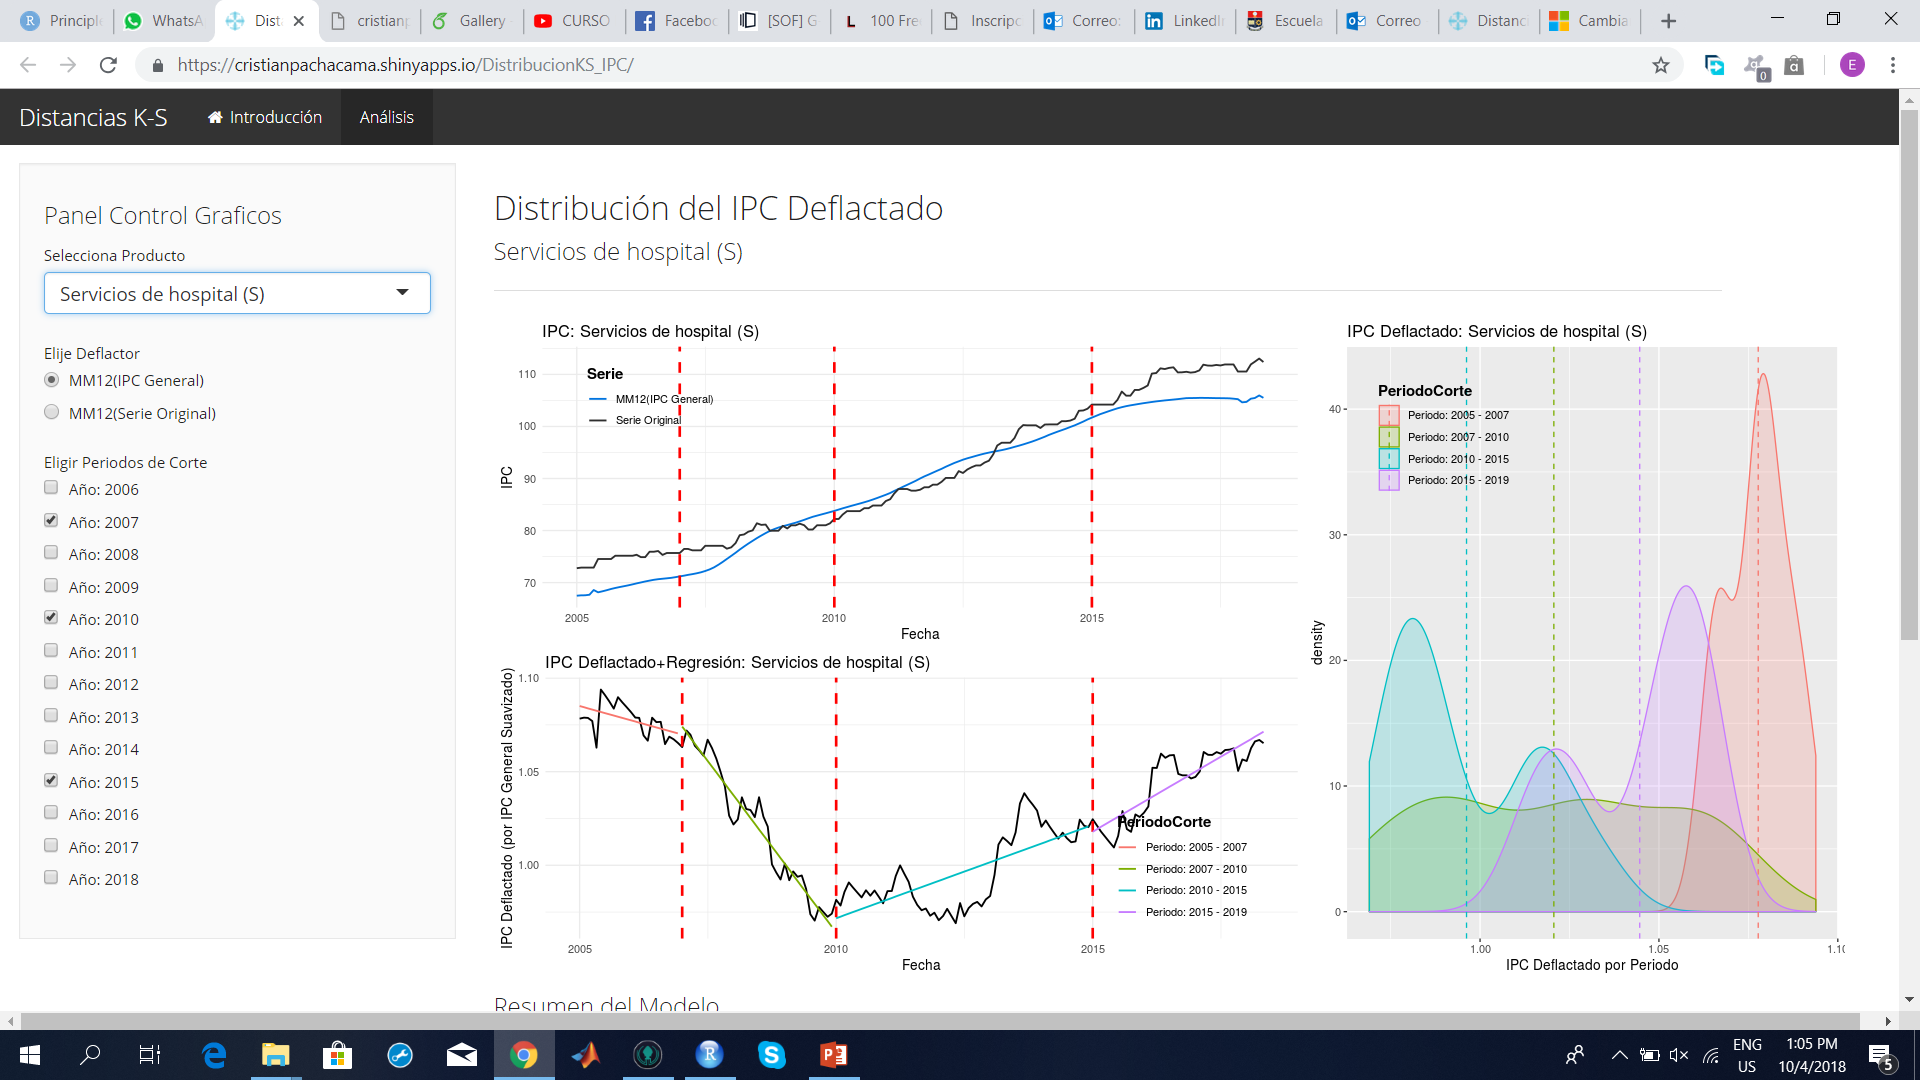 Principl
WhatsA
Dist
cristianp
Gallery
CURSO
Faceboo
[SOF] G
100 Fre
Inscripc
Correo:
LinkedIn
Escuela
Correo
Distanc
Cambia
https://cristianpachacama.shinyapps.io/DistribucionKS_IPC/
0
E
Distancias K-S
Introducción
Análisis
Panel Control Graficos
Selecciona Producto
Servicios de hospital (S)
Elije Deflactor
MM12(IPC General)
MM12(Serie Original)
Eligir Periodos de Corte
Año: 2006
Año: 2007
Año: 2008
Año: 2009
Año: 2010
Año: 2011
Año: 2012
Año: 2013
Año: 2014
Año: 2015
Año: 2016
Año: 2017
Año: 2018
Distribución del IPC Deflactado
Servicios de hospital (S)
IPC: Servicios de hospital (S)
Serie
MM12(IPC General)
Serie Original
110
100
90
80
70
IPC
2005
2010
2015
Fecha
IPC Deflactado+Regresión: Servicios de hospital (S)
1.10
1.05
1.00
IPC Deflactado (por IPC General Suavizado)
PeriodoCorte
Periodo: 2005 - 2007
Periodo: 2007 - 2010
Periodo: 2010 - 2015
Periodo: 2015 - 2019
2005
2010
2015
Fecha
IPC Deflactado: Servicios de hospital (S)
PeriodoCorte
Periodo: 2005 - 2007
Periodo: 2007 - 2010
Periodo: 2010 - 2015
Periodo: 2015 - 2019
40
30
20
10
0
density
1.00
1.05
1.10
IPC Deflactado por Periodo
Resumen del Modelo
ENG
US
1:05 PM
10/4/2018
5